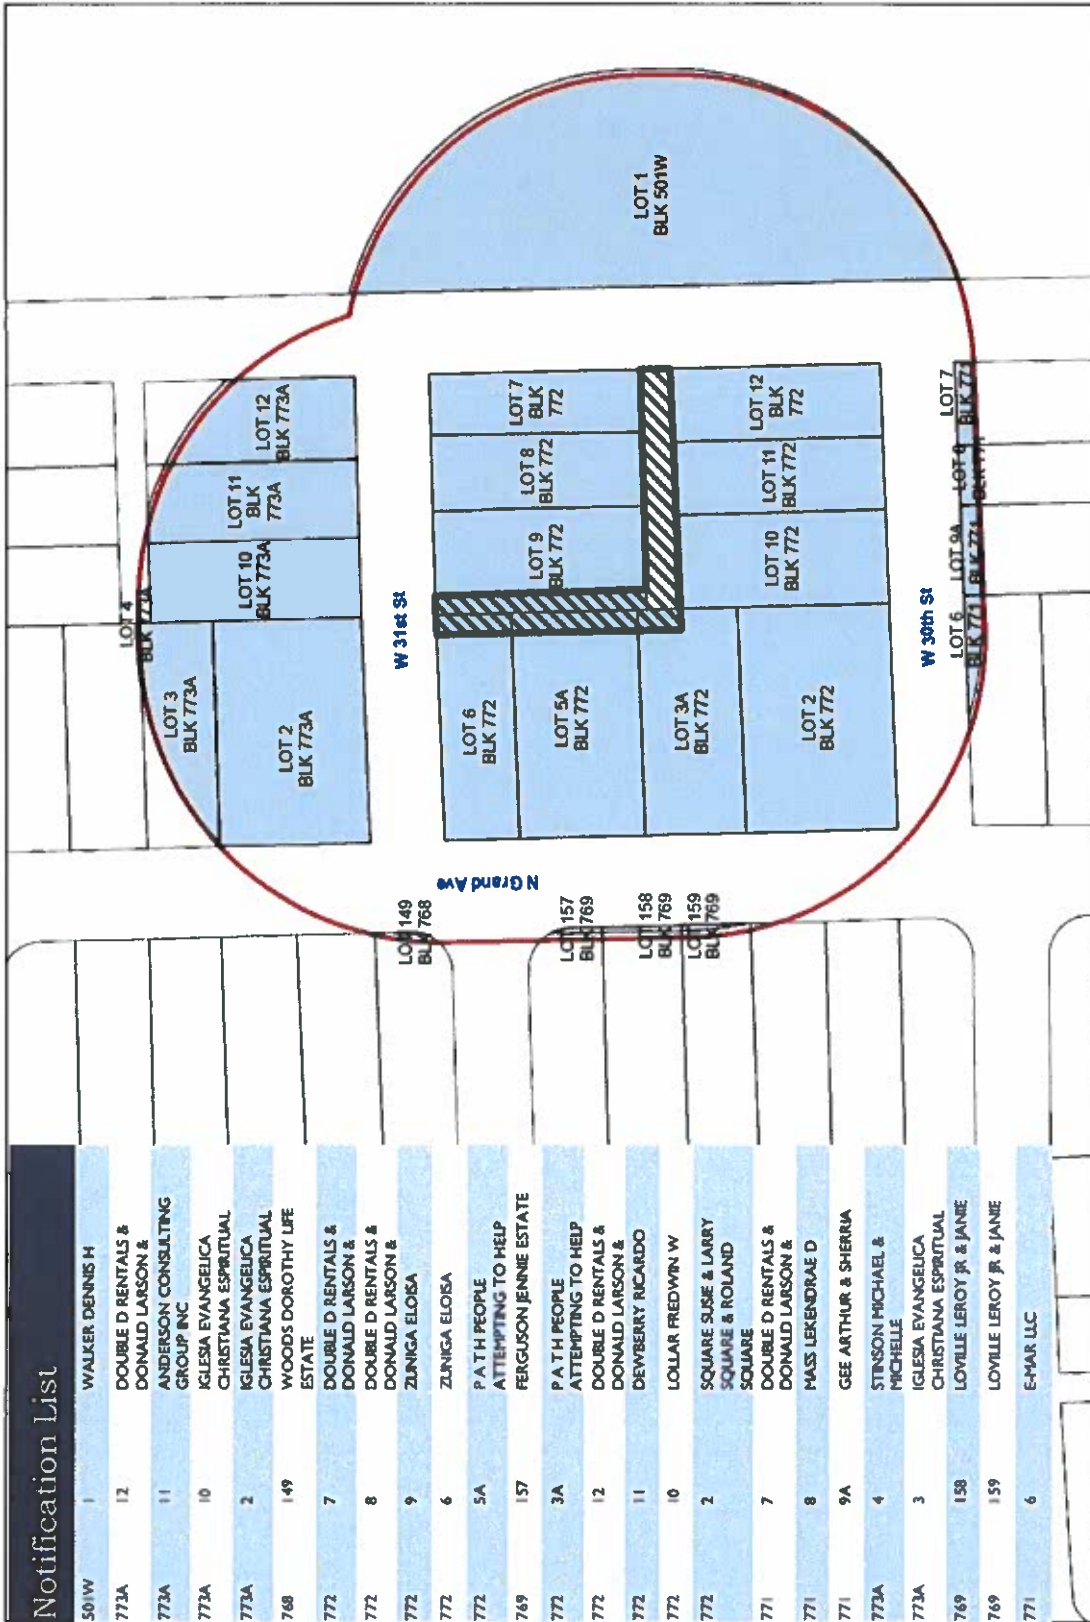 Notification List
501W 1 WALKER DENNIS H
773A 12 DOUBLE D RENTALS &
DONALD LARSON &
773A 11 ANDERSON CONSULTING
GROUP INC
773A 10 IGLESIA EVANGELICA
CHRISTIANA ESPIRITUAL
773A 2 IGLESIA EVANGELICA
CHRISTIANA ESPIRITUAL
768 149 WOODS DOROTHY LIFE
ESTATE
772 7 DOUBLE D RENTALS &
DONALD LARSON &
772 8 DOUBLE D RENTALS &
DONALD LARSON &
772 9 ZUNIGA ELOISA
772 6 ZUNIGA ELOISA
772 5A P A T H PEOPLE
ATTEMPTING TO HELP
769 157 FERGUSON JENNIE ESTATE
772 3A P A T H PEOPLE
ATTEMPTING TO HELP
772 12 DOUBLE D RENTALS &
DONALD LARSON &
772 11 DEWBERRY RICARDO
772 10 LOLLAR FREDWIN W
772 2 SQUARE SUSIE & LARRY
SQUARE & ROLAND
SQUARE
771 7 DOUBLE D RENTALS &
DONALD LARSON &
771 8 MASS LEKENDRAE D
771 9A GEE ARTHUR & SHERRIA
773A 4 STINSON MICHAEL &
MICHELLE
773A 3 IGLESIA EVANGELICA
CHRISTIANA ESPIRITUAL
769 158 LOVILLE LEROY JR & JANIE
769 159 LOVILLE LEROY JR & JANIE
771 6 E-MAR LLC
LOT 4
BLK 773A
LOT 3
BLK 773A
LOT 2
BLK 773A
LOT 10
BLK 773A
LOT 11
BLK
773A
LOT 12
BLK 773A
W 31st St
LOT 1
BLK 501W
N Grand Ave
LOT 149
BLK 768
LOT 157
BLK 769
LOT 158
BLK 769
LOT 159
BLK 769
LOT 6
BLK 772
LOT 5A
BLK 772
LOT 3A
BLK 772
LOT 2
BLK 772
LOT 9
BLK 772
LOT 8
BLK 772
LOT 7
BLK
772
LOT 10
BLK 772
LOT 11
BLK 772
LOT 12
BLK
772
W 30th St
LOT 6
BLK 771
LOT 9A
BLK 771
LOT 8
BLK 771
LOT 7
BLK 771